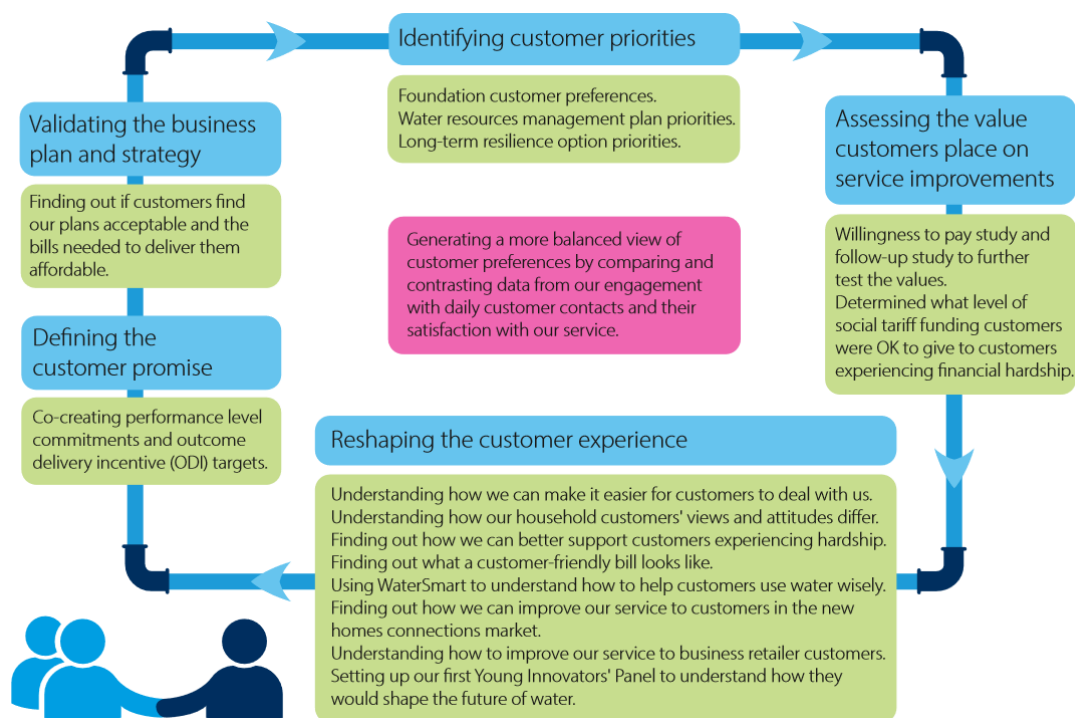 Identifying customer priorities
Foundation customer preferences.
Water resources management plan priorities.
Long-term resilience option priorities.
Assessing the value
customers place on
service improvements
Willingness to pay study and
follow-up study to further
test the values.
Determined what level of
social tariff funding customers
were OK to give to customers
experiencing financial hardship.
Generating a more balanced view of
customer preferences by comparing and
contrasting data from our engagement
with daily customer contacts and their
satisfaction with our service.
Reshaping the customer experience
Understanding how we can make it easier for customers to deal with us.
Understanding how our household customers' views and attitudes differ.
Finding out how we can better support customers experiencing hardship.
Finding out what a customer-friendly bill looks like.
Using WaterSmart to understand how to help customers use water wisely.
Finding out how we can improve our service to customers in the new
homes connections market.
Understanding how to improve our service to business retailer customers.
Setting up our first Young Innovators' Panel to understand how they
would shape the future of water.
Defining the
customer promise
Co-creating performance level
commitments and outcome
delivery incentive (ODI) targets.
Validating the business
plan and strategy
Finding out if customers find
our plans acceptable and the
bills needed to deliver them
affordable.